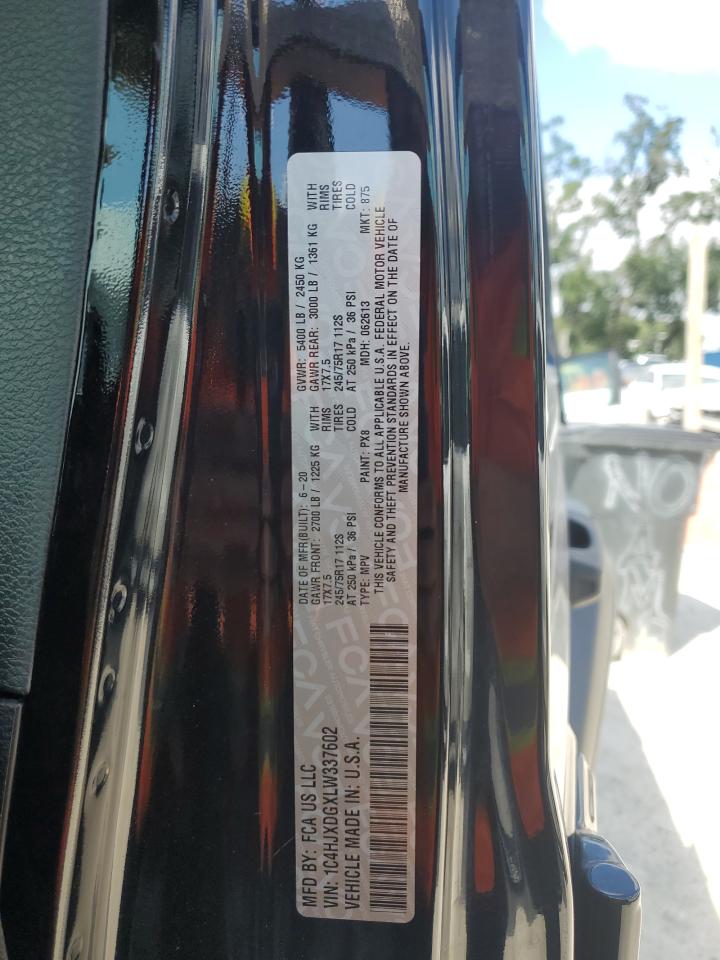 MFD BY: FCA US LLC
VIN: 1C4HJXDGXLW337602
VEHICLE MADE IN: U.S.A.
DATE OF MFR(BUILT): 6-20 GVWR: 5400 LB / 2450 KG
GAWR FRONT: 2700 LB / 1225 KG WITH GAWR REAR: 3000 LB / 1361 KG WITH
17X7.5 RIMS 17X7.5 RIMS
245/75R17 112S TIRES 245/75R17 112S TIRES
AT 250 kPa / 36 PSI COLD AT 250 kPa / 36 PSI COLD
TYPE: MPV PAINT: PX8 MDH: 062613 MKT: 875
THIS VEHICLE CONFORMS TO ALL APPLICABLE U.S.A. FEDERAL MOTOR VEHICLE
SAFETY AND THEFT PREVENTION STANDARDS IN EFFECT ON THE DATE OF
MANUFACTURE SHOWN ABOVE.
FCA
NO